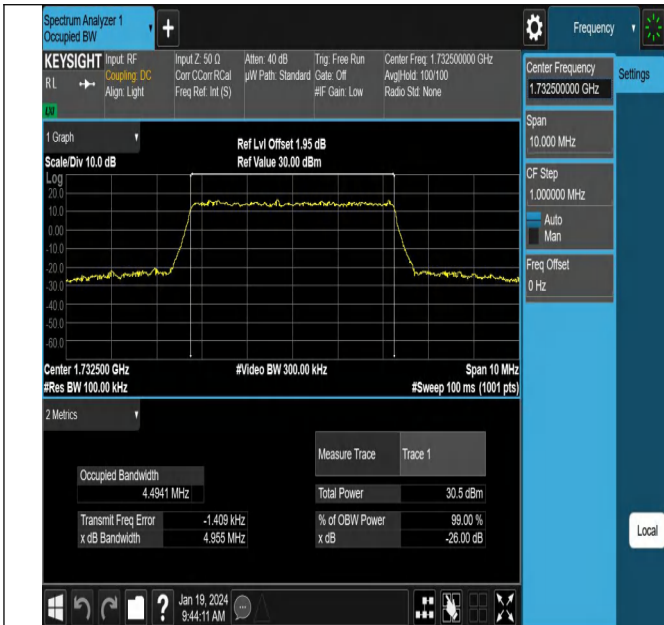 Spectrum Analyzer 1
Occupied BW
+
Frequency
KEYSIGHT
RL
LXI
Input: RF
Coupling: DC
Align: Light
Input Z: 50 Ω
Corr CCorr RCal
Freq Ref: Int (S)
Atten: 40 dB
µW Path: Standard
Trig: Free Run
Gate: Off
#IF Gain: Low
Center Freq: 1.732500000 GHz
Avg|Hold: 100/100
Radio Std: None
Center Frequency
1.732500000 GHz
Settings
Span
10.000 MHz
CF Step
1.000000 MHz
Auto
Man
Freq Offset
0 Hz
Local
1 Graph
Scale/Div 10.0 dB
Ref Lvl Offset 1.95 dB
Ref Value 30.00 dBm
Log
20.0
10.0
0.00
-10.0
-20.0
-30.0
-40.0
-50.0
-60.0
Center 1.732500 GHz
#Video BW 300.00 kHz
Span 10 MHz
#Res BW 100.00 kHz
#Sweep 100 ms (1001 pts)
2 Metrics
Measure Trace Trace 1
Occupied Bandwidth
4.4941 MHz
Total Power 30.5 dBm
Transmit Freq Error -1.409 kHz
% of OBW Power 99.00 %
x dB Bandwidth 4.955 MHz
x dB -26.00 dB
?
Jan 19, 2024
9:44:11 AM